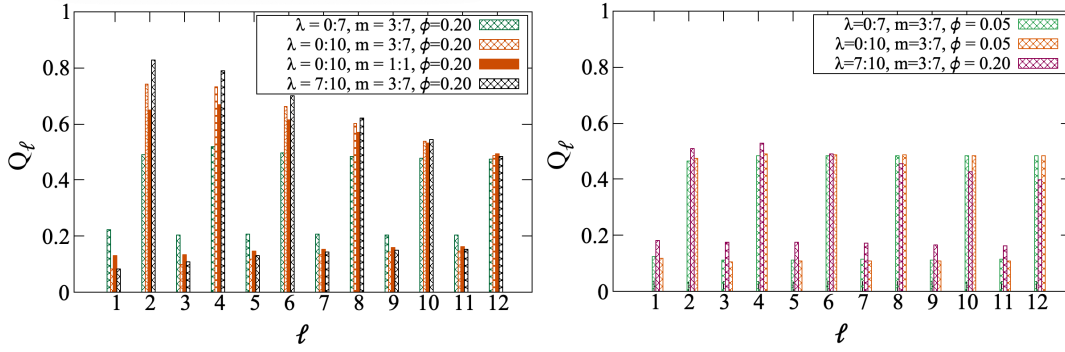 λ = 0:7, m = 3:7, ϕ=0.20
λ = 0:10, m = 3:7, ϕ=0.20
λ = 0:10, m = 1:1, ϕ=0.20
λ = 7:10, m = 3:7, ϕ=0.20
1
0.8
0.6
0.4
0.2
0
Qℓ
1 2 3 4 5 6 7 8 9 10 11 12
ℓ
λ=0:7, m=3:7, ϕ = 0.05
λ=0:10, m=3:7, ϕ = 0.05
λ=7:10, m=3:7, ϕ = 0.20
1
0.8
0.6
0.4
0.2
0
Qℓ
1 2 3 4 5 6 7 8 9 10 11 12
ℓ